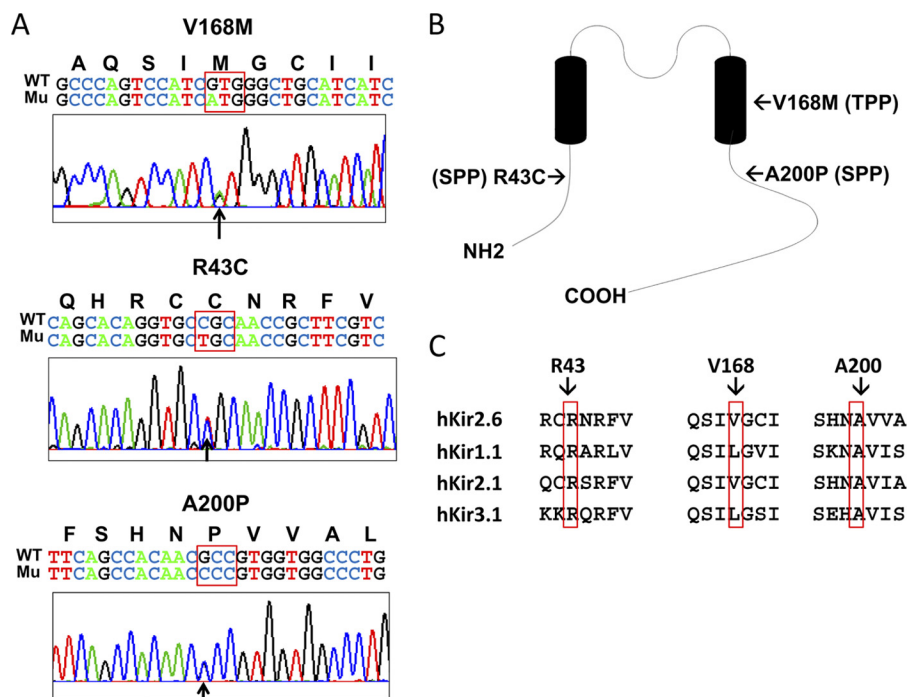 A
V168M
A Q S I M G C I I
WT GCCCAGTCCATCGTGGGCTGCATCATC
Mu GCCCAGTCCATCATGGGCTGCATCATC
R43C
Q H R C C N R F V
WT CAGCACAGGTGCCGCAACCGCTTCGTC
Mu CAGCACAGGTGCTGCAACCGCTTCGTC
A200P
F S H N P V V A L
WT TTCAGCCACAACGCCGTGGTGGCCCTG
Mu TTCAGCCACAACCCCGTGGTGGCCCTG
B
←V168M (TPP)
(SPP) R43C→
←A200P (SPP)
NH2
COOH
C
R43 V168 A200
hKir2.6 RCRNRFV QSIVGCI SHNAVVA
hKir1.1 RQRARLV QSILGVI SKNAVIS
hKir2.1 QCRSRFV QSIVGCI SHNAVIA
hKir3.1 KKRQRFV QSILGSI SEHAVIS